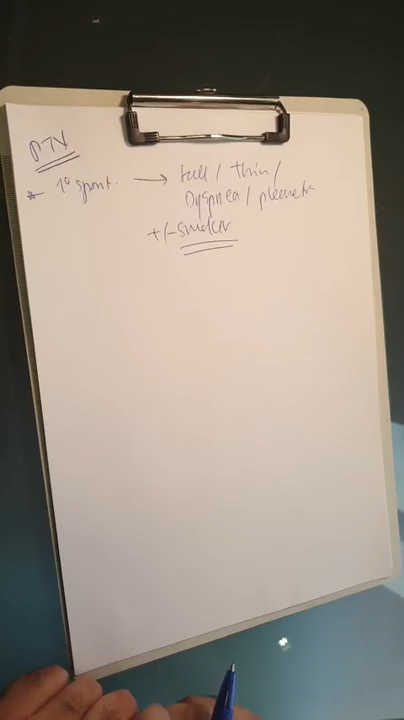 PTX
* 1° spont. → tall / thin /
Dyspnea / pleuritic
+/- smoker